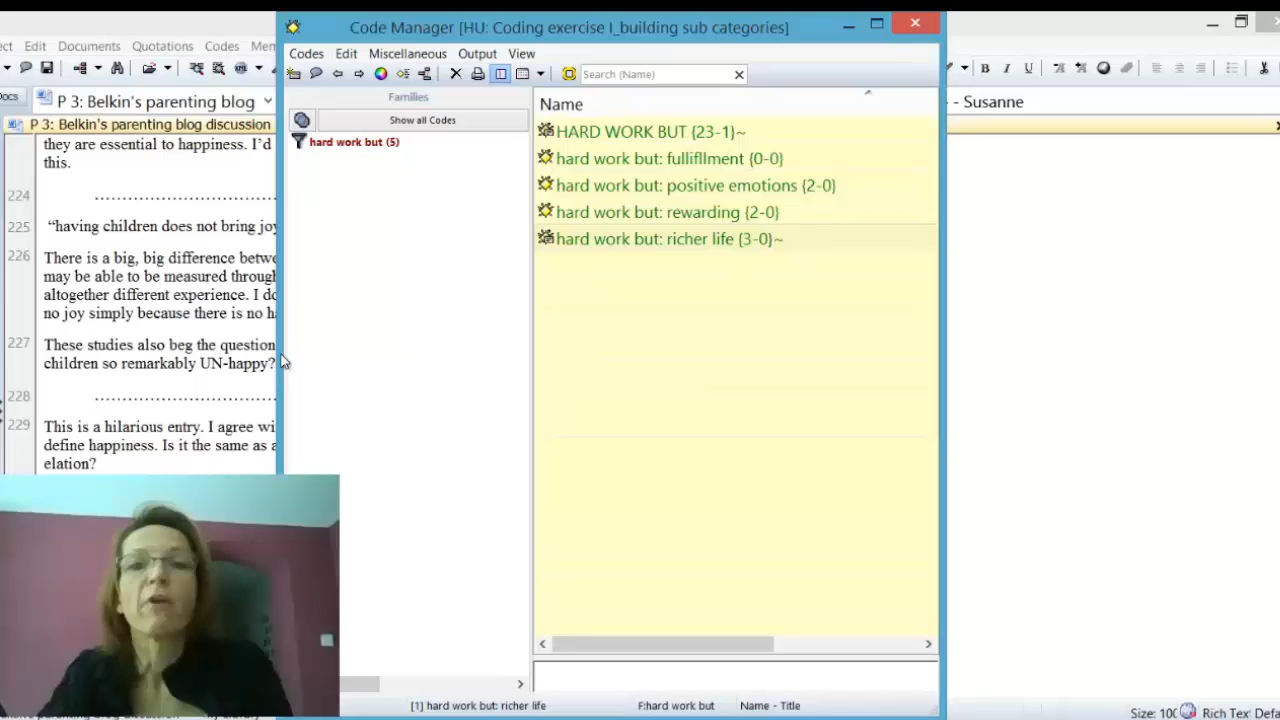 Code Manager [HU: Coding exercise I_building sub categories]
ect Edit Documents Quotations Codes Mem
Codes Edit Miscellaneous Output View
Search (Name)
B I U
Docs
P 3: Belkin's parenting blog
- Susanne
P 3: Belkin's parenting blog discussion
Families
Show all Codes
hard work but (5)
Name
HARD WORK BUT {23-1}~
hard work but: fullifllment {0-0}
hard work but: positive emotions {2-0}
hard work but: rewarding {2-0}
hard work but: richer life {3-0}~
they are essential to happiness. I'd
this.
224 ..........................................
225 “having children does not bring joy
226 There is a big, big difference betwe
may be able to be measured through
altogether different experience. I do
no joy simply because there is no ha
227 These studies also beg the question
children so remarkably UN-happy?
228 ..........................................
229 This is a hilarious entry. I agree wi
define happiness. Is it the same as a
elation?
[1] hard work but: richer life F:hard work but Name - Title
Size: 100 Rich Tex Defa